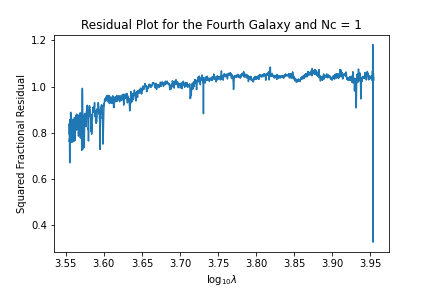 Residual Plot for the Fourth Galaxy and Nc = 1
Squared Fractional Residual
1.2
1.0
0.8
0.6
0.4
3.55 3.60 3.65 3.70 3.75 3.80 3.85 3.90 3.95
log₁₀λ